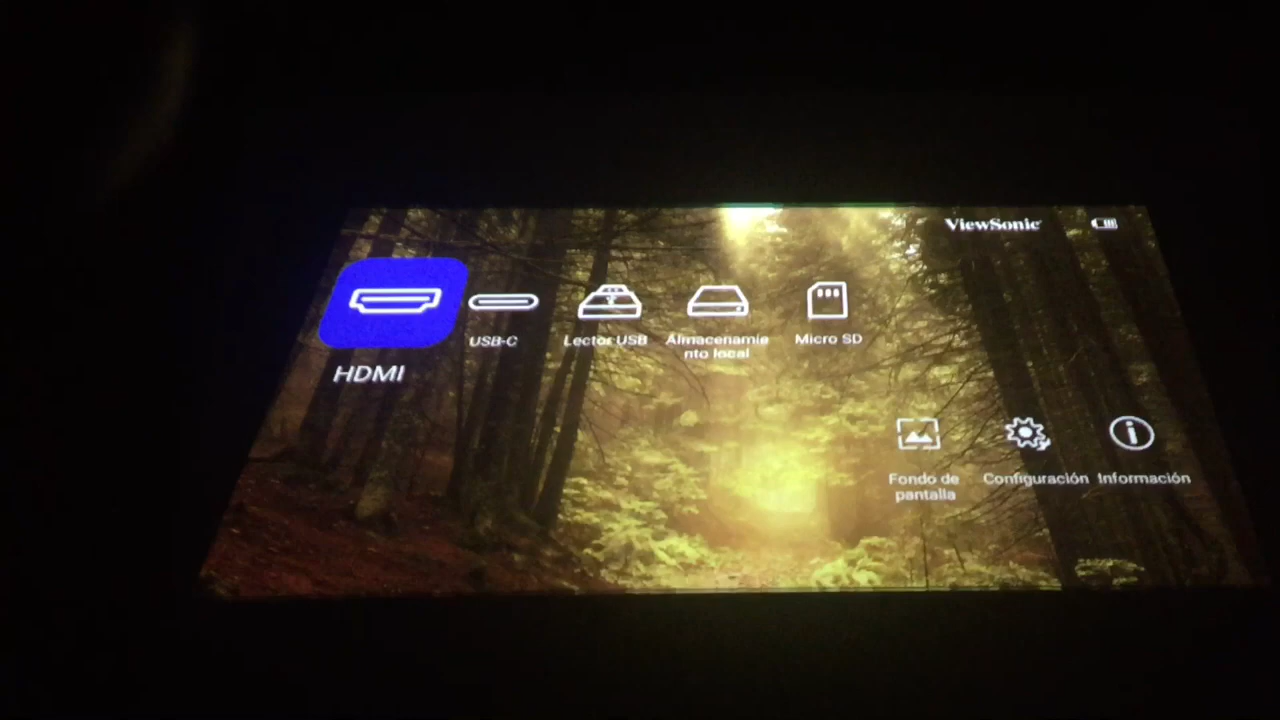 ViewSonic
HDMI
USB-C
Lector USB
Almacenamie
nto local
Micro SD
Fondo de
pantalla
Configuración
Información